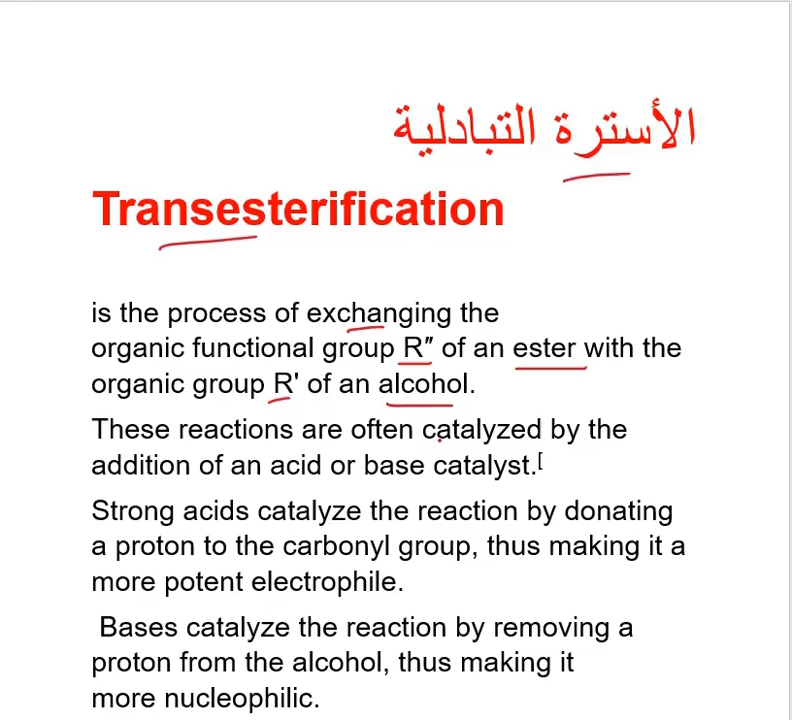 الأسترة التبادلية
Transesterification
is the process of exchanging the
organic functional group R″ of an ester with the
organic group R' of an alcohol.
These reactions are often catalyzed by the
addition of an acid or base catalyst.[
Strong acids catalyze the reaction by donating
a proton to the carbonyl group, thus making it a
more potent electrophile.
Bases catalyze the reaction by removing a
proton from the alcohol, thus making it
more nucleophilic.